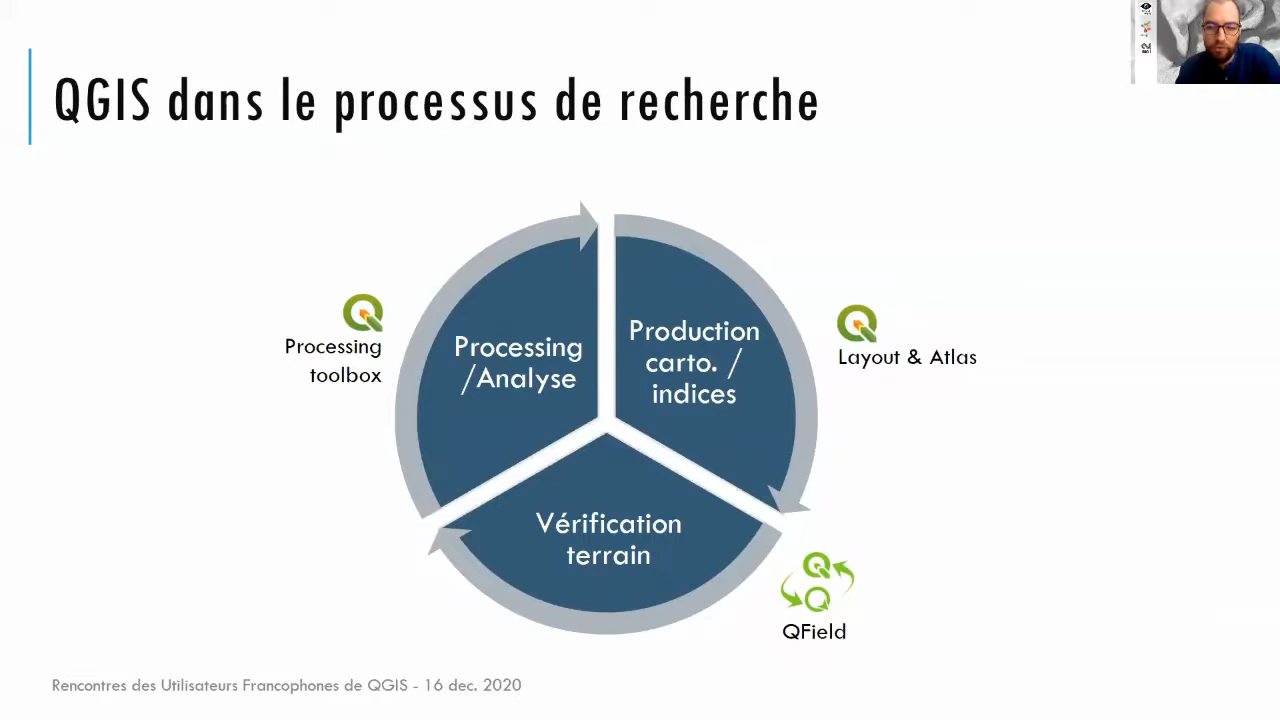 QGIS dans le processus de recherche
Processing
toolbox
Processing
/Analyse
Production
carto. /
indices
Layout & Atlas
Vérification
terrain
QField
Rencontres des Utilisateurs Francophones de QGIS - 16 dec. 2020